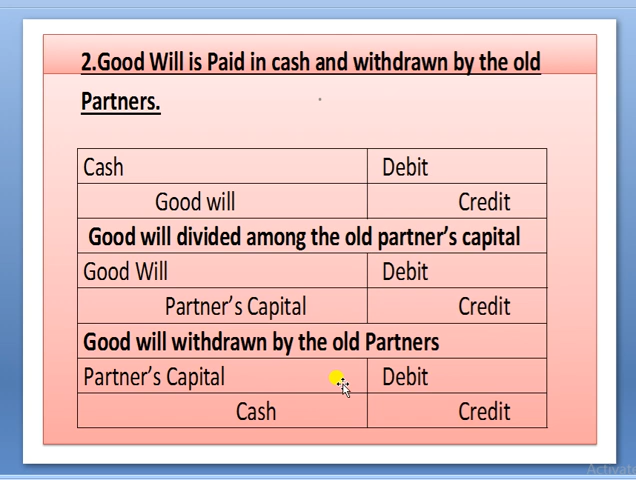 2.Good Will is Paid in cash and withdrawn by the old
Partners.
Cash Debit
Good will Credit
Good will divided among the old partner's capital
Good Will Debit
Partner's Capital Credit
Good will withdrawn by the old Partners
Partner's Capital Debit
Cash Credit